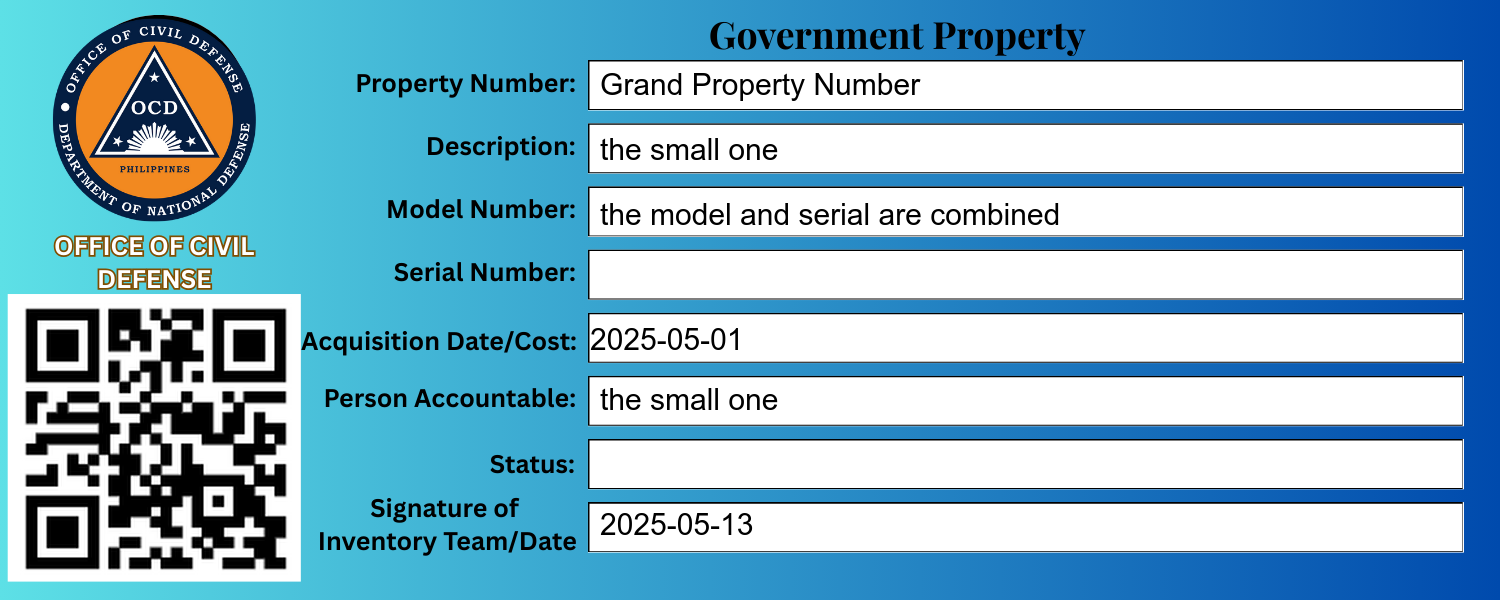 OFFICE OF CIVIL DEFENSE
DEPARTMENT OF NATIONAL DEFENSE
OCD
PHILIPPINES
OFFICE OF CIVIL
DEFENSE
Government Property
Property Number: Grand Property Number
Description: the small one
Model Number: the model and serial are combined
Serial Number:
Acquisition Date/Cost: 2025-05-01
Person Accountable: the small one
Status:
Signature of
Inventory Team/Date 2025-05-13